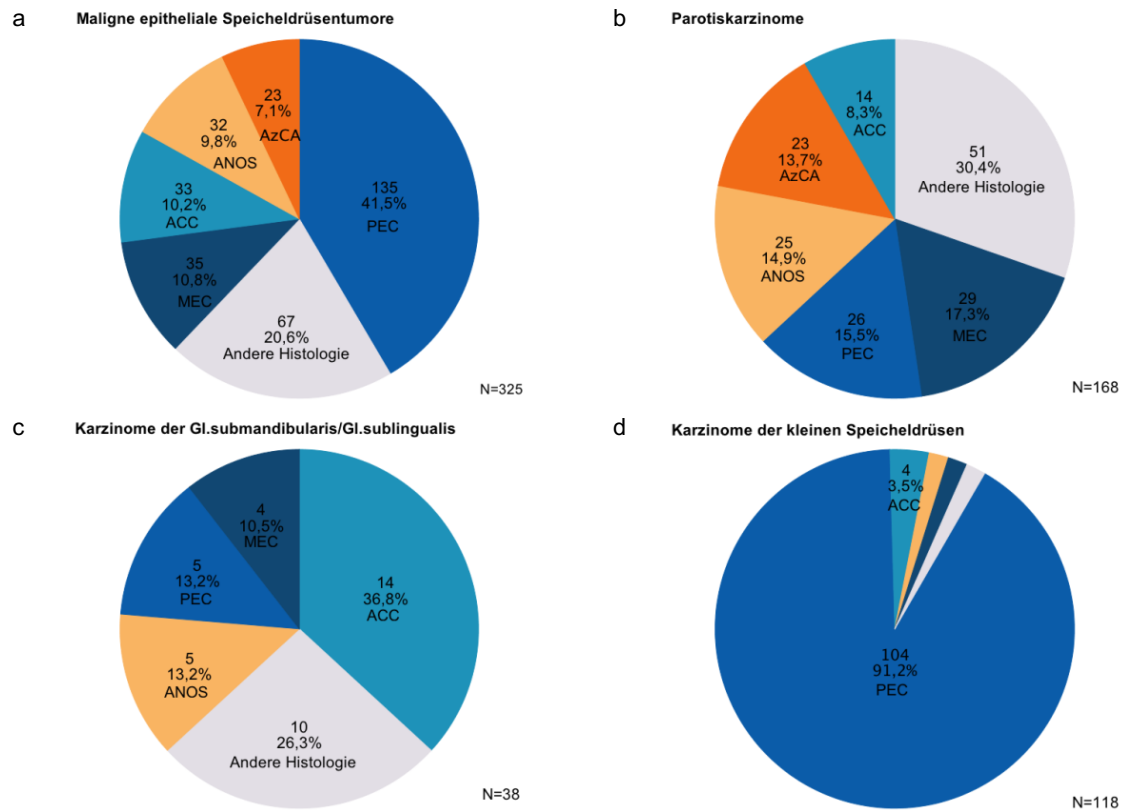 a
Maligne epitheliale Speicheldrüsentumore
23
7,1%
AzCA
32
9,8%
ANOS
33
10,2%
ACC
35
10,8%
MEC
67
20,6%
Andere Histologie
135
41,5%
PEC
N=325
b
Parotiskarzinome
14
8,3%
ACC
23
13,7%
AzCA
25
14,9%
ANOS
26
15,5%
PEC
29
17,3%
MEC
51
30,4%
Andere Histologie
N=168
c
Karzinome der Gl.submandibularis/Gl.sublingualis
4
10,5%
MEC
5
13,2%
PEC
5
13,2%
ANOS
10
26,3%
Andere Histologie
14
36,8%
ACC
N=38
d
Karzinome der kleinen Speicheldrüsen
4
3,5%
ACC
104
91,2%
PEC
N=118